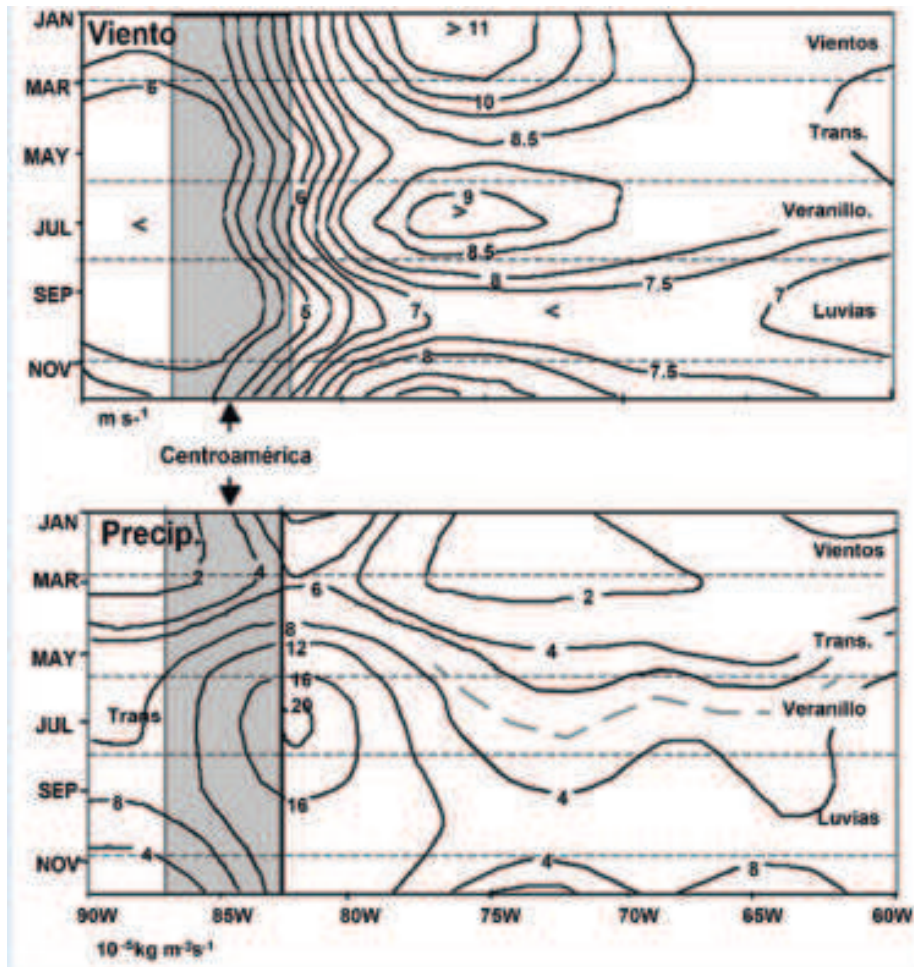 JAN
Viento
> 11
Vientos
MAR
6
10
Trans.
8.5
MAY
6
9
>
Veranillo.
JUL
<
8.5
8
7.5
SEP
5
7
<
7
Luvias
8
NOV
7.5
m s-1
Centroamérica
JAN
Precip.
Vientos
2
4
MAR
6
2
8
Trans.
12
4
MAY
16
20
Trans
Veranillo
JUL
SEP
8
16
4
Luvias
NOV
4
4
8
90W 85W 80W 75W 70W 65W 60W
10-5kg m-3s-1